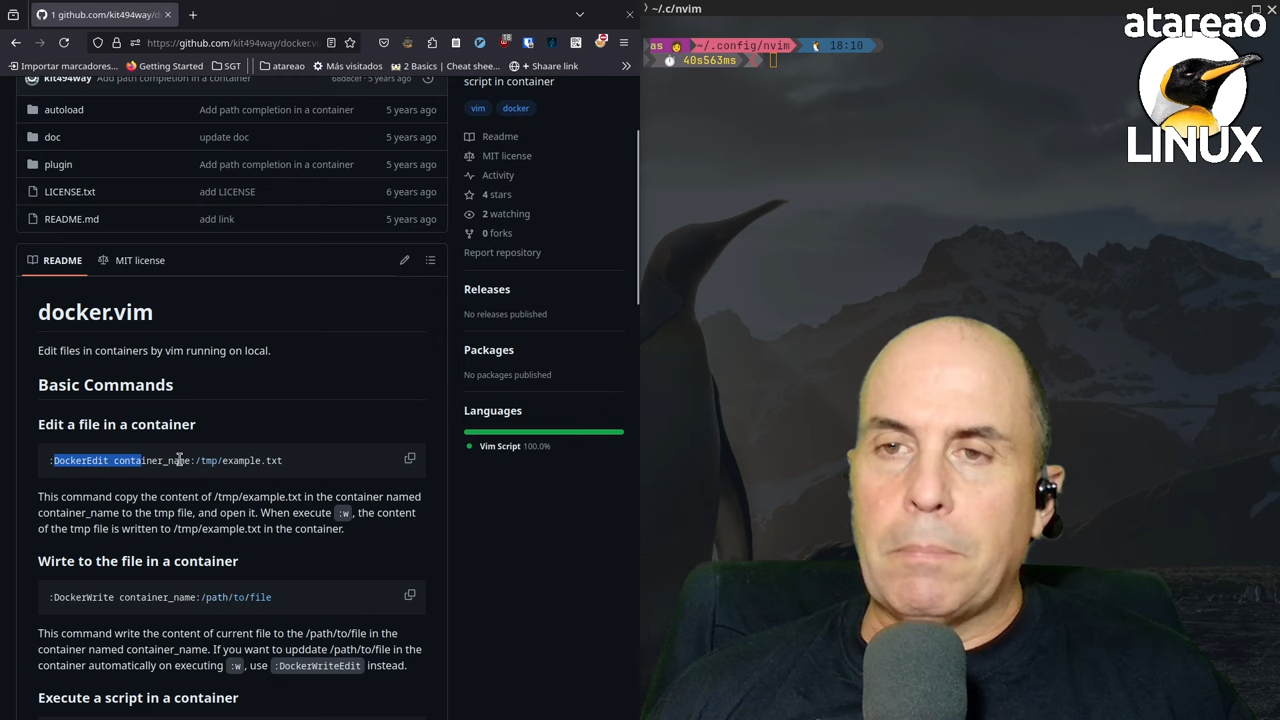 1 github.com/kit494way/d
https://github.com/kit494way/docker.vi
Importar marcadores...
Getting Started
SGT
atareao
Más visitados
2 Basics | Cheat shee...
Share link
kit494way Add path completion in a container
5 years ago
autoload Add path completion in a container 5 years ago
doc update doc 5 years ago
plugin Add path completion in a container 5 years ago
LICENSE.txt add LICENSE 6 years ago
README.md add link 5 years ago
README MIT license
docker.vim
Edit files in containers by vim running on local.
Basic Commands
Edit a file in a container
:DockerEdit container_name:/tmp/example.txt
This command copy the content of /tmp/example.txt in the container named
container_name to the tmp file, and open it. When execute :w, the content
of the tmp file is written to /tmp/example.txt in the container.
Wirte to the file in a container
:DockerWrite container_name:/path/to/file
This command write the content of current file to the /path/to/file in the
container named container_name. If you want to upddate /path/to/file in the
container automatically on executing :w, use :DockerWriteEdit instead.
Execute a script in a container
script in container
vim docker
Readme
MIT license
Activity
4 stars
2 watching
0 forks
Report repository
Releases
No releases published
Packages
No packages published
Languages
Vim Script 100.0%
~/.c/nvim
as ~/.config/nvim 18:10
40s563ms
atareao
LINUX